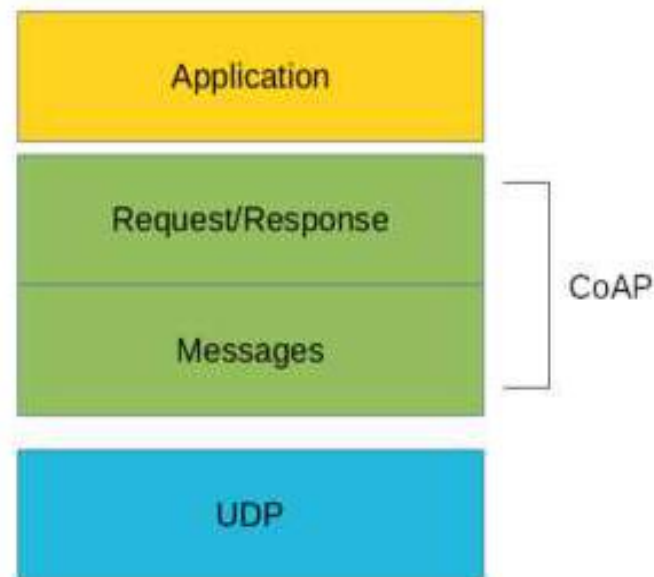 Application
Request/Response
CoAP
Messages
UDP